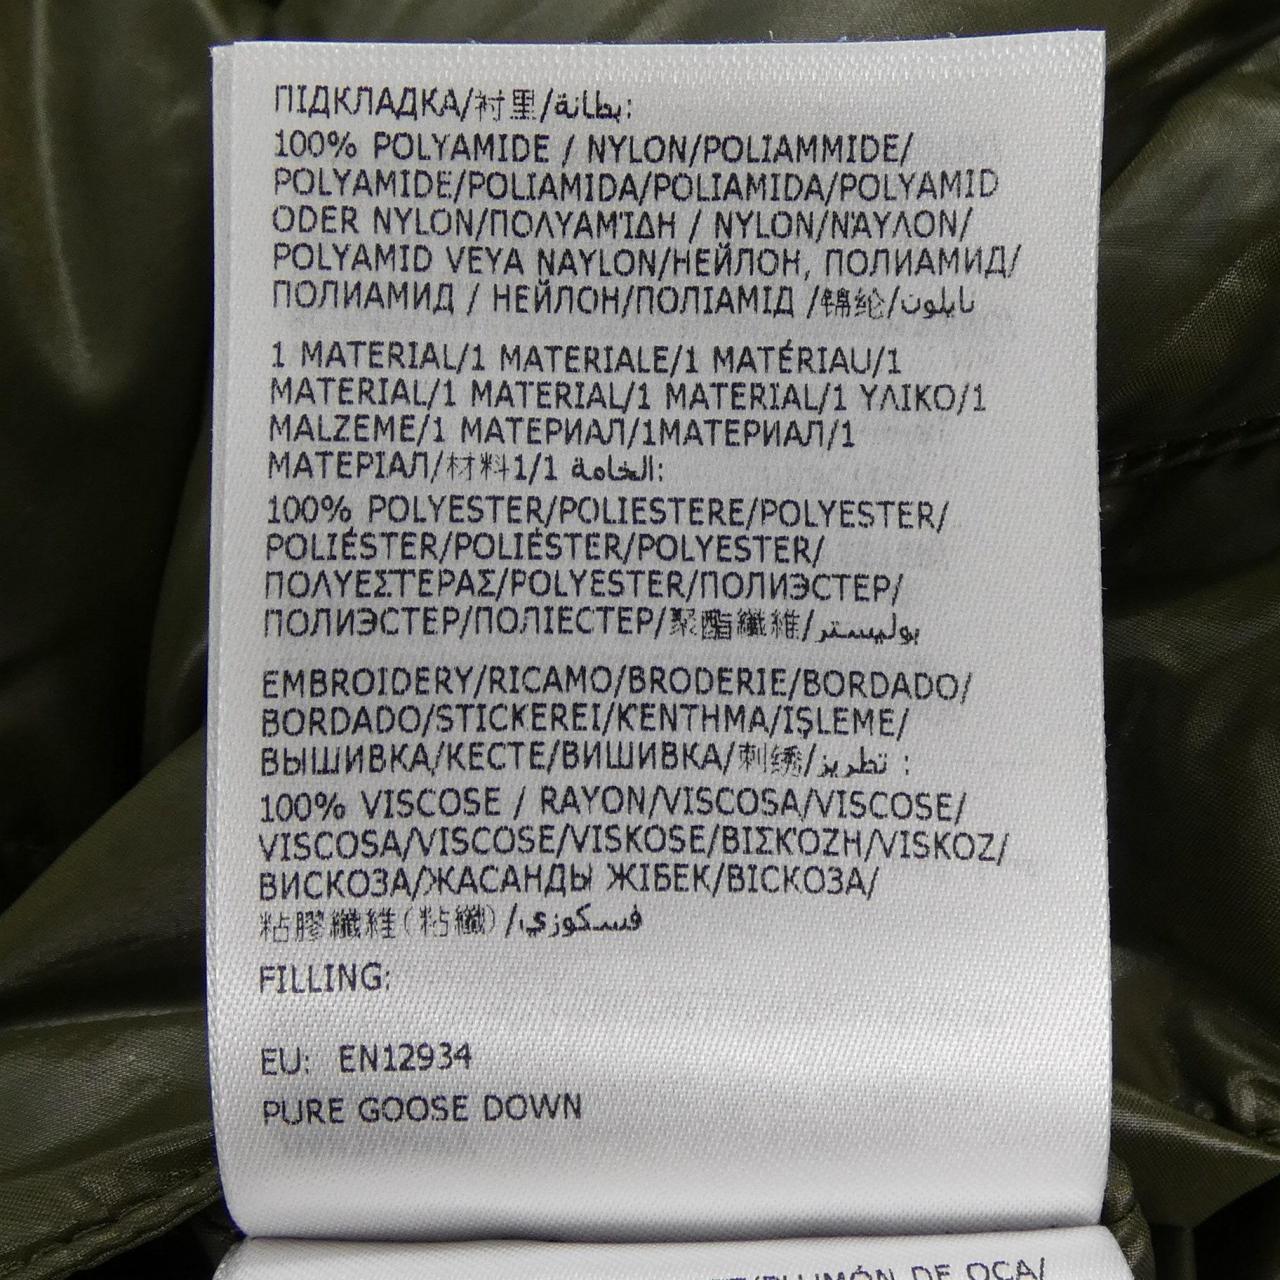 ПІДКЛАДКА/衬里/بطانة:
100% POLYAMIDE / NYLON/POLIAMMIDE/
POLYAMIDE/POLIAMIDA/POLIAMIDA/POLYAMID
ODER NYLON/ΠΟΛΥΑΜΊΔΗ / NYLON/ΝΆΥΛΟΝ/
POLYAMID VEYA NAYLON/НЕЙЛОН, ПОЛИАМИД/
ПОЛИАМИД / НЕЙЛОН/ПОЛІАМІД /锦纶/نايلون
1 MATERIAL/1 MATERIALE/1 MATÉRIAU/1
MATERIAL/1 MATERIAL/1 MATERIAL/1 ΥΛΙΚΟ/1
MALZEME/1 МАТЕРИАЛ/1МАТЕРИАЛ/1
МАТЕРІАЛ/材料1/1 الخامة:
100% POLYESTER/POLIESTERE/POLYESTER/
POLIÉSTER/POLIÉSTER/POLYESTER/
ΠΟΛΥΕΣΤΈΡΑΣ/POLYESTER/ПОЛИЭСТЕР/
ПОЛИЭСТЕР/ПОЛІЕСТЕР/聚酯纖維/بوليستر
EMBROIDERY/RICAMO/BRODERIE/BORDADO/
BORDADO/STICKEREI/ΚΈΝΤΗΜΑ/IŞLEME/
ВЫШИВКА/КЕСТЕ/ВИШИВКА/刺绣/تطريز :
100% VISCOSE / RAYON/VISCOSA/VISCOSE/
VISCOSA/VISCOSE/VISKOSE/ΒΙΣΚΌΖΗ/VISKOZ/
ВИСКОЗА/ЖАСАНДЫ ЖІБЕК/ВІСКОЗА/
粘膠纖維(粘纖)/فسكوزي،
FILLING:
EU: EN12934
PURE GOOSE DOWN
DE OCA/